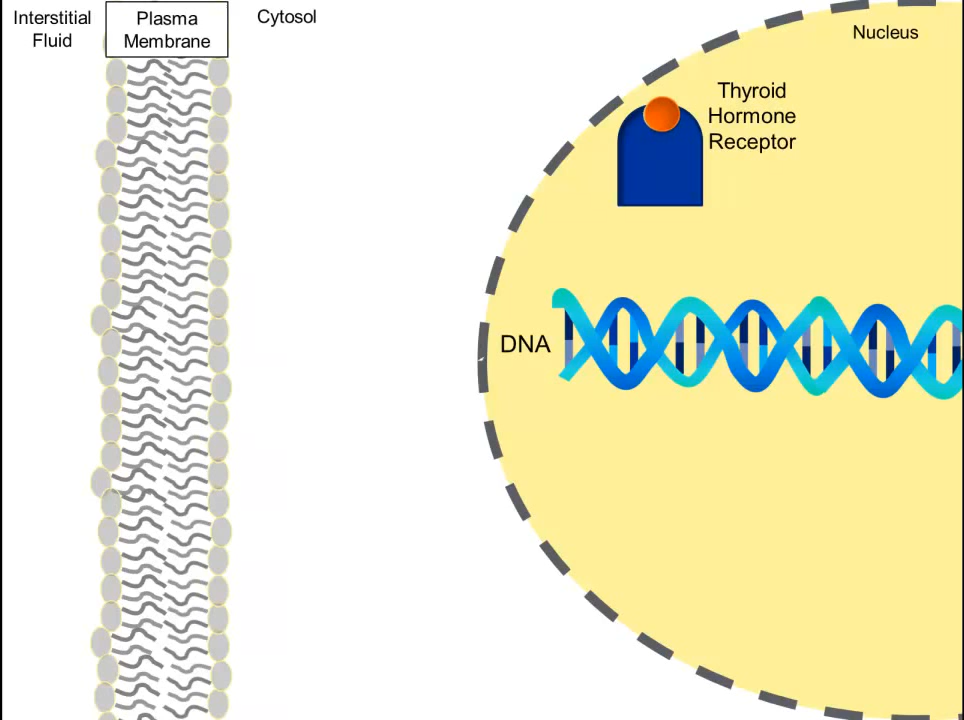 Interstitial
Fluid
Plasma
Membrane
Cytosol
Nucleus
Thyroid
Hormone
Receptor
DNA